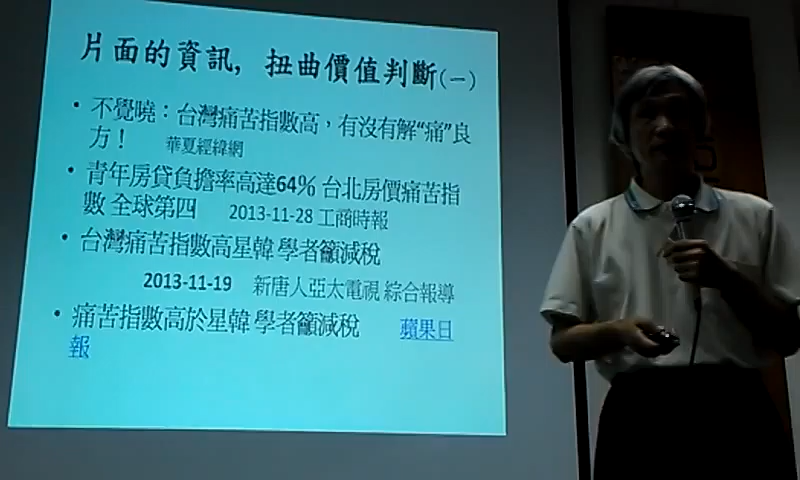 片面的資訊，扭曲價值判斷(一)
• 不覺曉：台灣痛苦指數高，有沒有解“痛”良
方！ 華夏經緯網
• 青年房貸負擔率高達64% 台北房價痛苦指
數 全球第四 2013-11-28 工商時報
• 台灣痛苦指數高星韓 學者籲減稅
2013-11-19 新唐人亞太電視 綜合報導
• 痛苦指數高於星韓 學者籲減稅 蘋果日
報